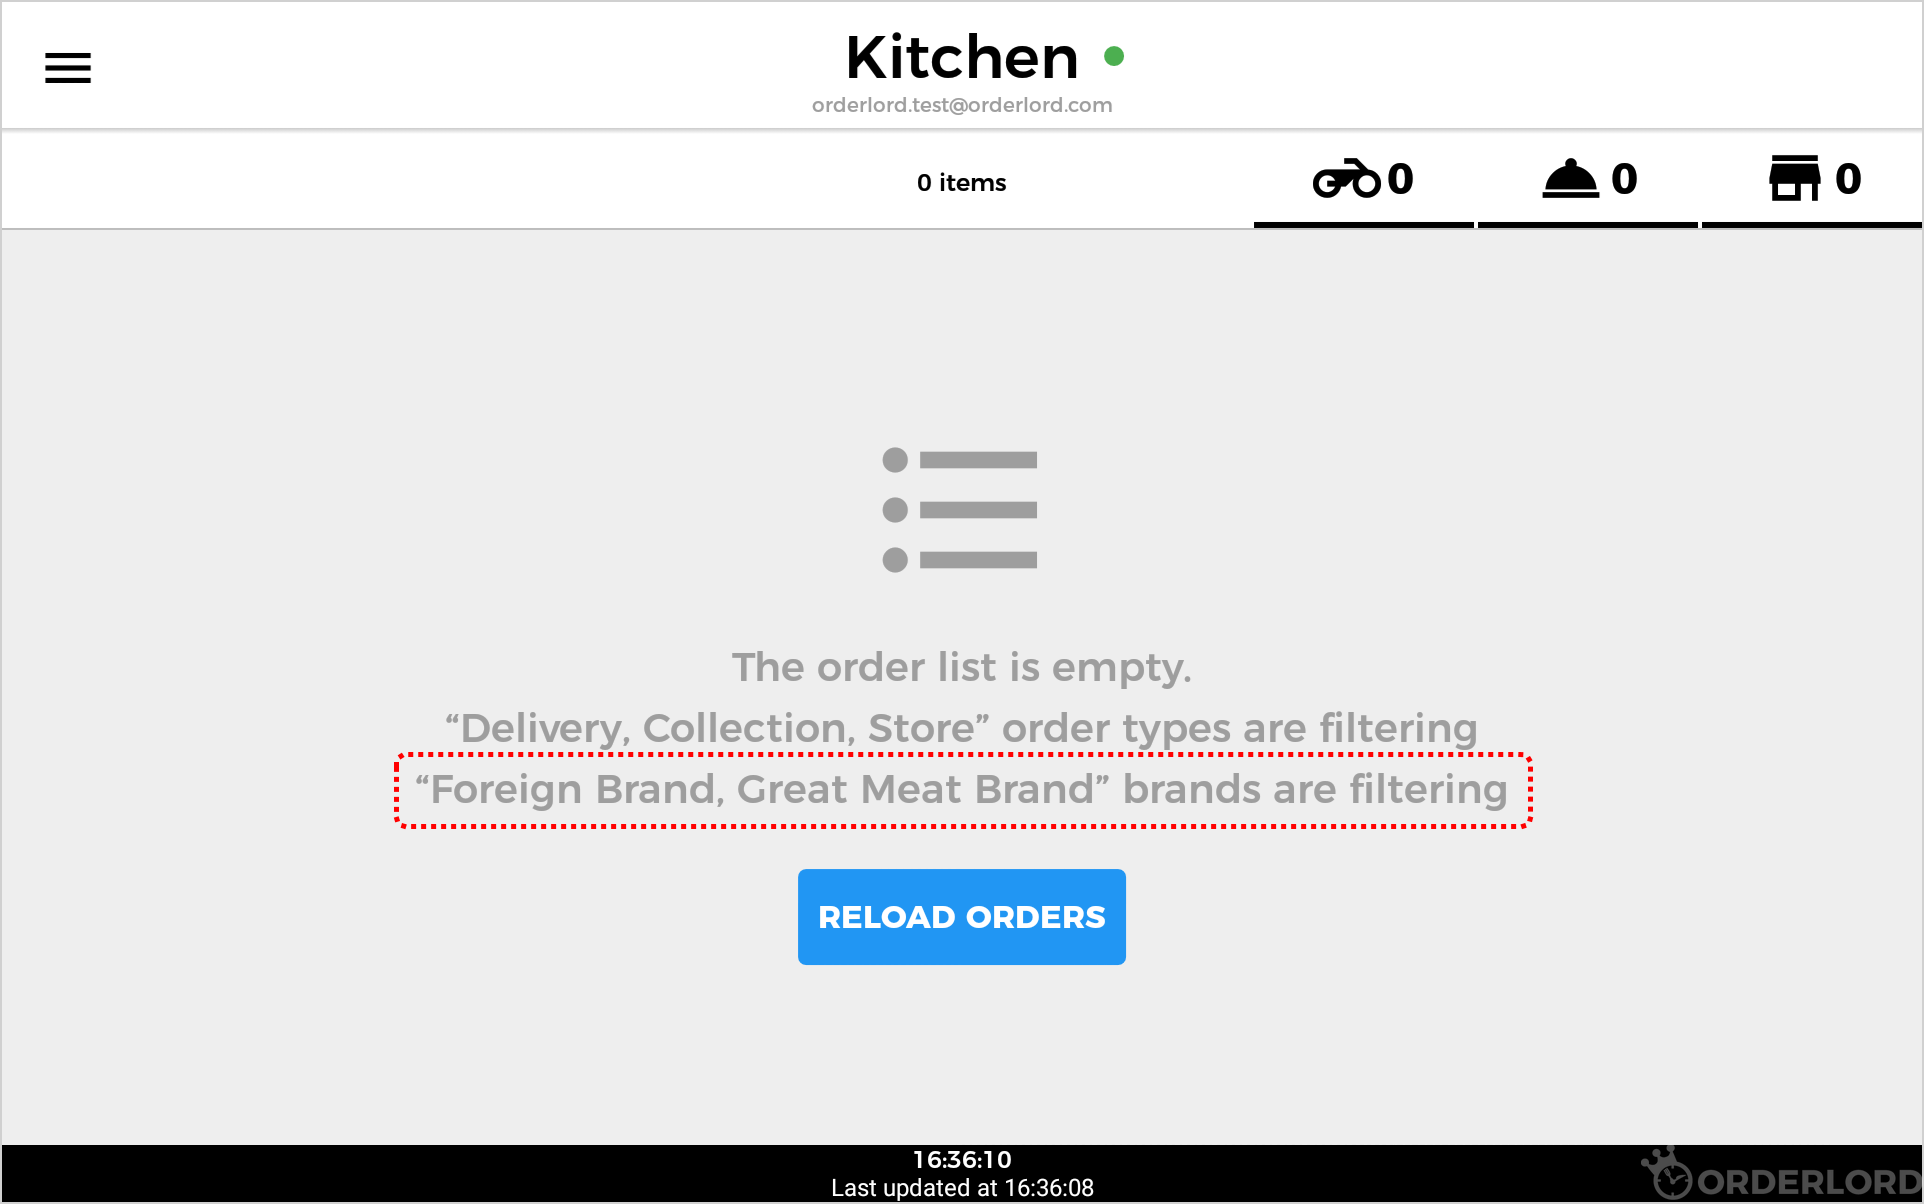 Kitchen
orderlord.test@orderlord.com
0 items
0
0
0
The order list is empty.
“Delivery, Collection, Store” order types are filtering
“Foreign Brand, Great Meat Brand” brands are filtering
RELOAD ORDERS
16:36:10
Last updated at 16:36:08
ORDERLORD